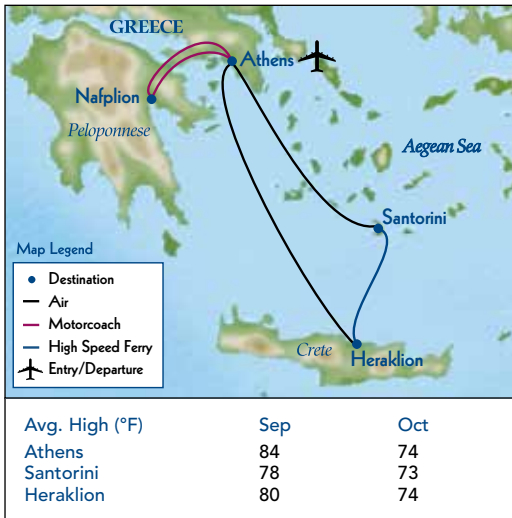 GREECE
Athens
Nafplion
Peloponnese
Aegean Sea
Santorini
Map Legend
Destination
Air
Motorcoach
High Speed Ferry
Entry/Departure
Crete
Heraklion
Avg. High (°F) Sep Oct
Athens 84 74
Santorini 78 73
Heraklion 80 74